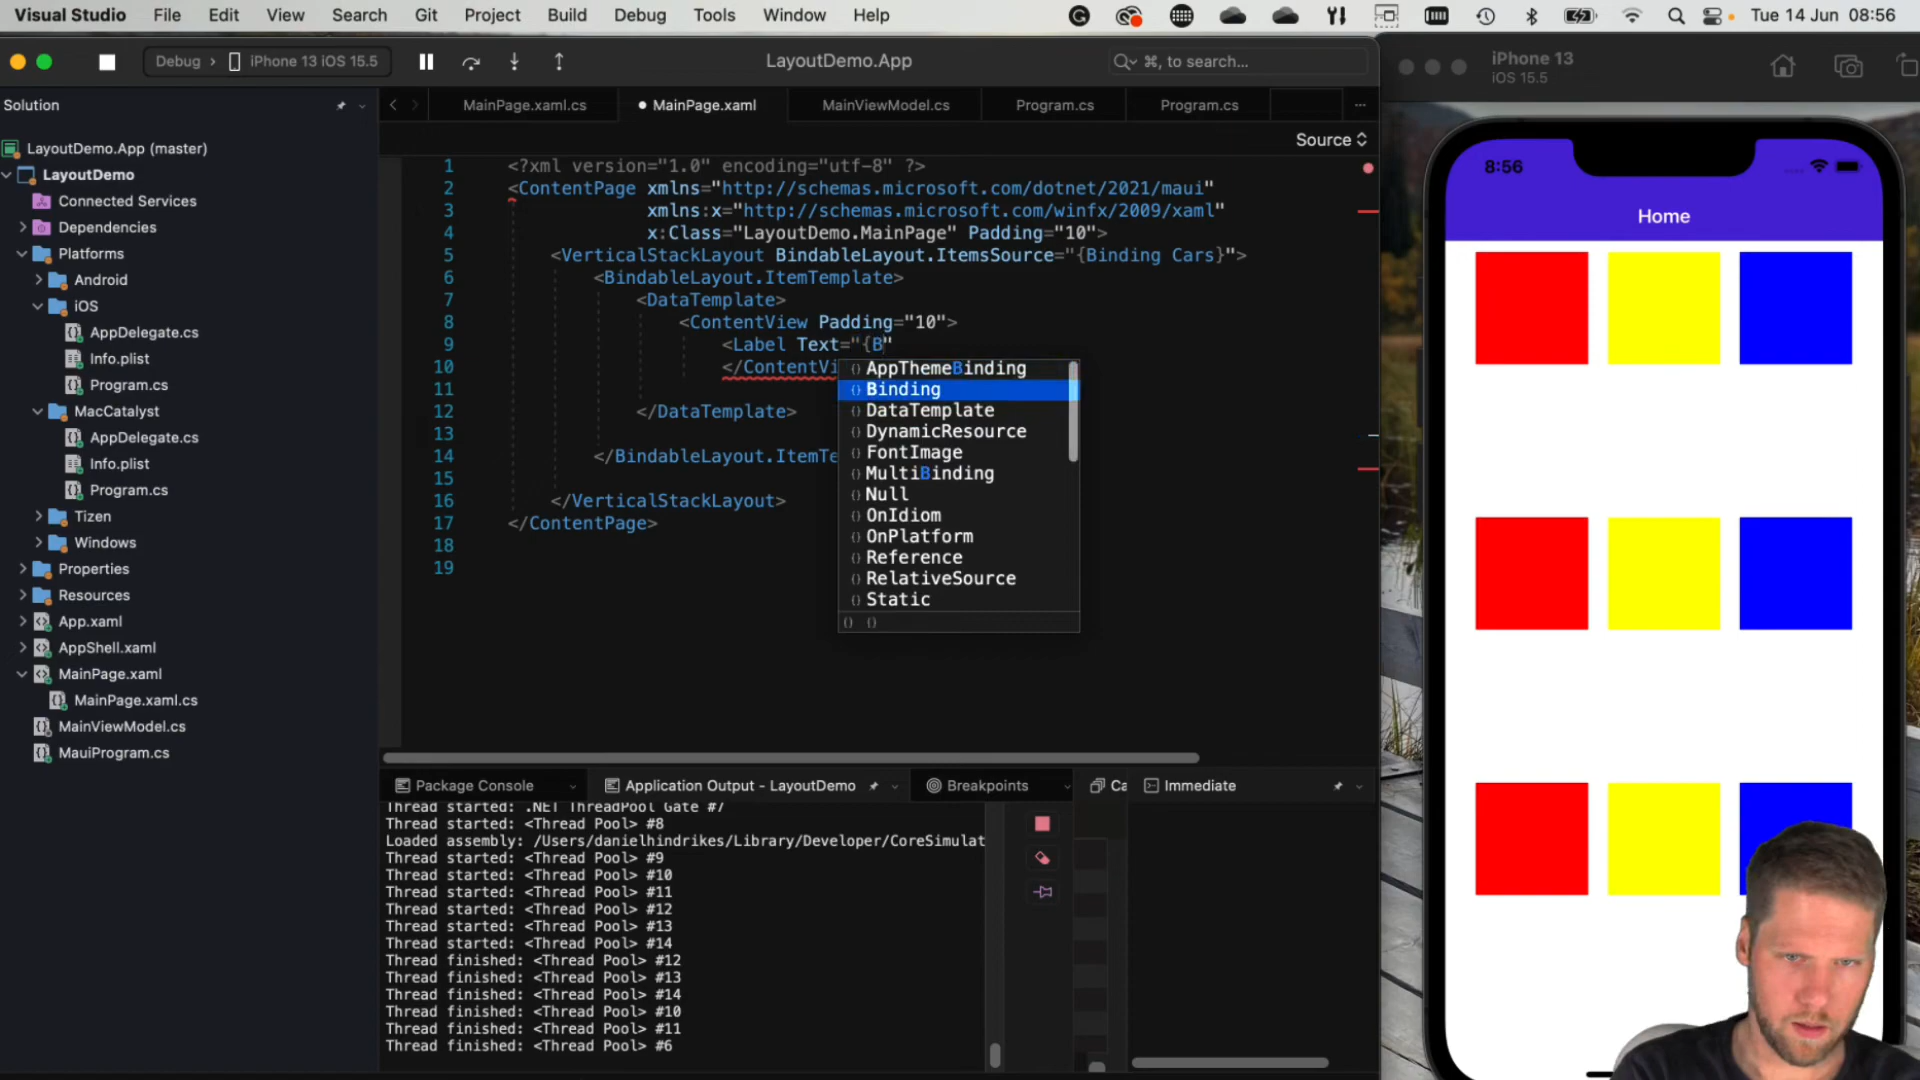 Visual Studio File Edit View Search Git Project Build Debug Tools Window Help Tue 14 Jun 08:56
Debug › iPhone 13 iOS 15.5
LayoutDemo.App
⌘, to search...
iPhone 13
iOS 15.5
Solution
MainPage.xaml.cs
MainPage.xaml
MainViewModel.cs
Program.cs
Program.cs
Source
LayoutDemo.App (master)
LayoutDemo
Connected Services
Dependencies
Platforms
Android
iOS
AppDelegate.cs
Info.plist
Program.cs
MacCatalyst
AppDelegate.cs
Info.plist
Program.cs
Tizen
Windows
Properties
Resources
App.xaml
AppShell.xaml
MainPage.xaml
MainPage.xaml.cs
MainViewModel.cs
MauiProgram.cs
1 <?xml version="1.0" encoding="utf-8" ?>
2 <ContentPage xmlns="http://schemas.microsoft.com/dotnet/2021/maui"
3 xmlns:x="http://schemas.microsoft.com/winfx/2009/xaml"
4 x:Class="LayoutDemo.MainPage" Padding="10">
5 <VerticalStackLayout BindableLayout.ItemsSource="{Binding Cars}">
6 <BindableLayout.ItemTemplate>
7 <DataTemplate>
8 <ContentView Padding="10">
9 <Label Text="{B"
10 </ContentVi
11
12 </DataTemplate>
13
14 </BindableLayout.ItemTe
15
16 </VerticalStackLayout>
17 </ContentPage>
18
19
AppThemeBinding
Binding
DataTemplate
DynamicResource
FontImage
MultiBinding
Null
OnIdiom
OnPlatform
Reference
RelativeSource
Static
8:56
Home
Package Console
Application Output - LayoutDemo
Breakpoints
Ca
Immediate
Thread started: .NET ThreadPool Gate #7
Thread started: <Thread Pool> #8
Loaded assembly: /Users/danielhindrikes/Library/Developer/CoreSimulat
Thread started: <Thread Pool> #9
Thread started: <Thread Pool> #10
Thread started: <Thread Pool> #11
Thread started: <Thread Pool> #12
Thread started: <Thread Pool> #13
Thread started: <Thread Pool> #14
Thread finished: <Thread Pool> #12
Thread finished: <Thread Pool> #13
Thread finished: <Thread Pool> #14
Thread finished: <Thread Pool> #10
Thread finished: <Thread Pool> #11
Thread finished: <Thread Pool> #6